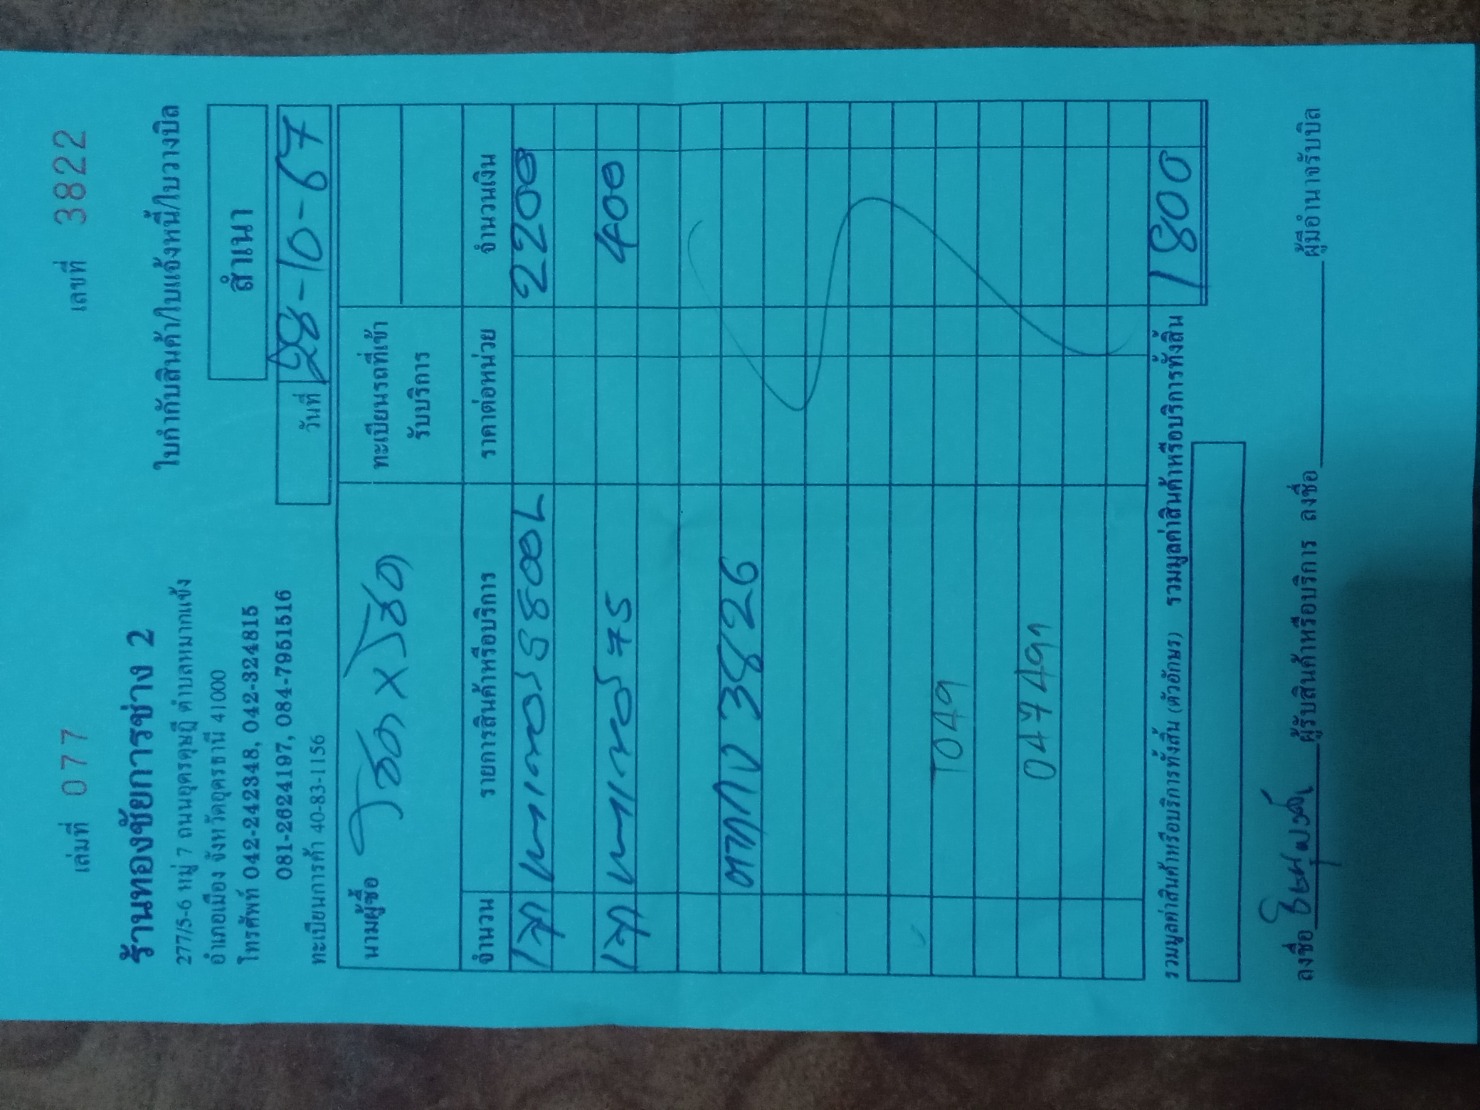 เล่มที่ 077
เลขที่ 3822
ร้านทองชัยการช่าง 2
ใบกำกับสินค้า/ใบแจ้งหนี้/ใบวางบิล
277/5-6 หมู่ 7 ถนนอุดรดุษฎี ตำบลหมากแข้ง
อำเภอเมือง จังหวัดอุดรธานี 41000
สำเนา
โทรศัพท์ 042-242348, 042-324815
081-2624197, 084-7951516
วันที่ 28-10-67
ทะเบียนการค้า 40-83-1156
นามผู้ซื้อ
ทะเบียนรถที่เข้ารับบริการ
จำนวน รายการสินค้าหรือบริการ ราคาต่อหน่วย จำนวนเงิน
2200
400
3826
T049
รวมมูลค่าสินค้าหรือบริการทั้งสิ้น (ตัวอักษร) รวมมูลค่าสินค้าหรือบริการทั้งสิ้น 1800
ลงชื่อ ผู้รับสินค้าหรือบริการ ลงชื่อ ผู้มีอำนาจรับบิล